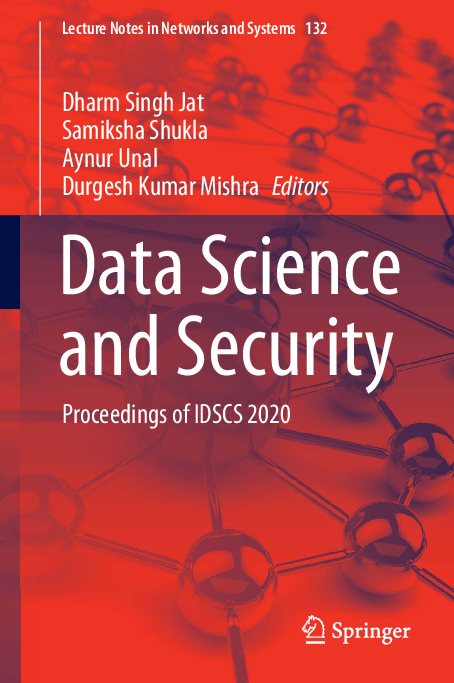 Lecture Notes in Networks and Systems 132
Dharm Singh Jat
Samiksha Shukla
Aynur Unal
Durgesh Kumar Mishra Editors
Data Science
and Security
Proceedings of IDSCS 2020
Springer